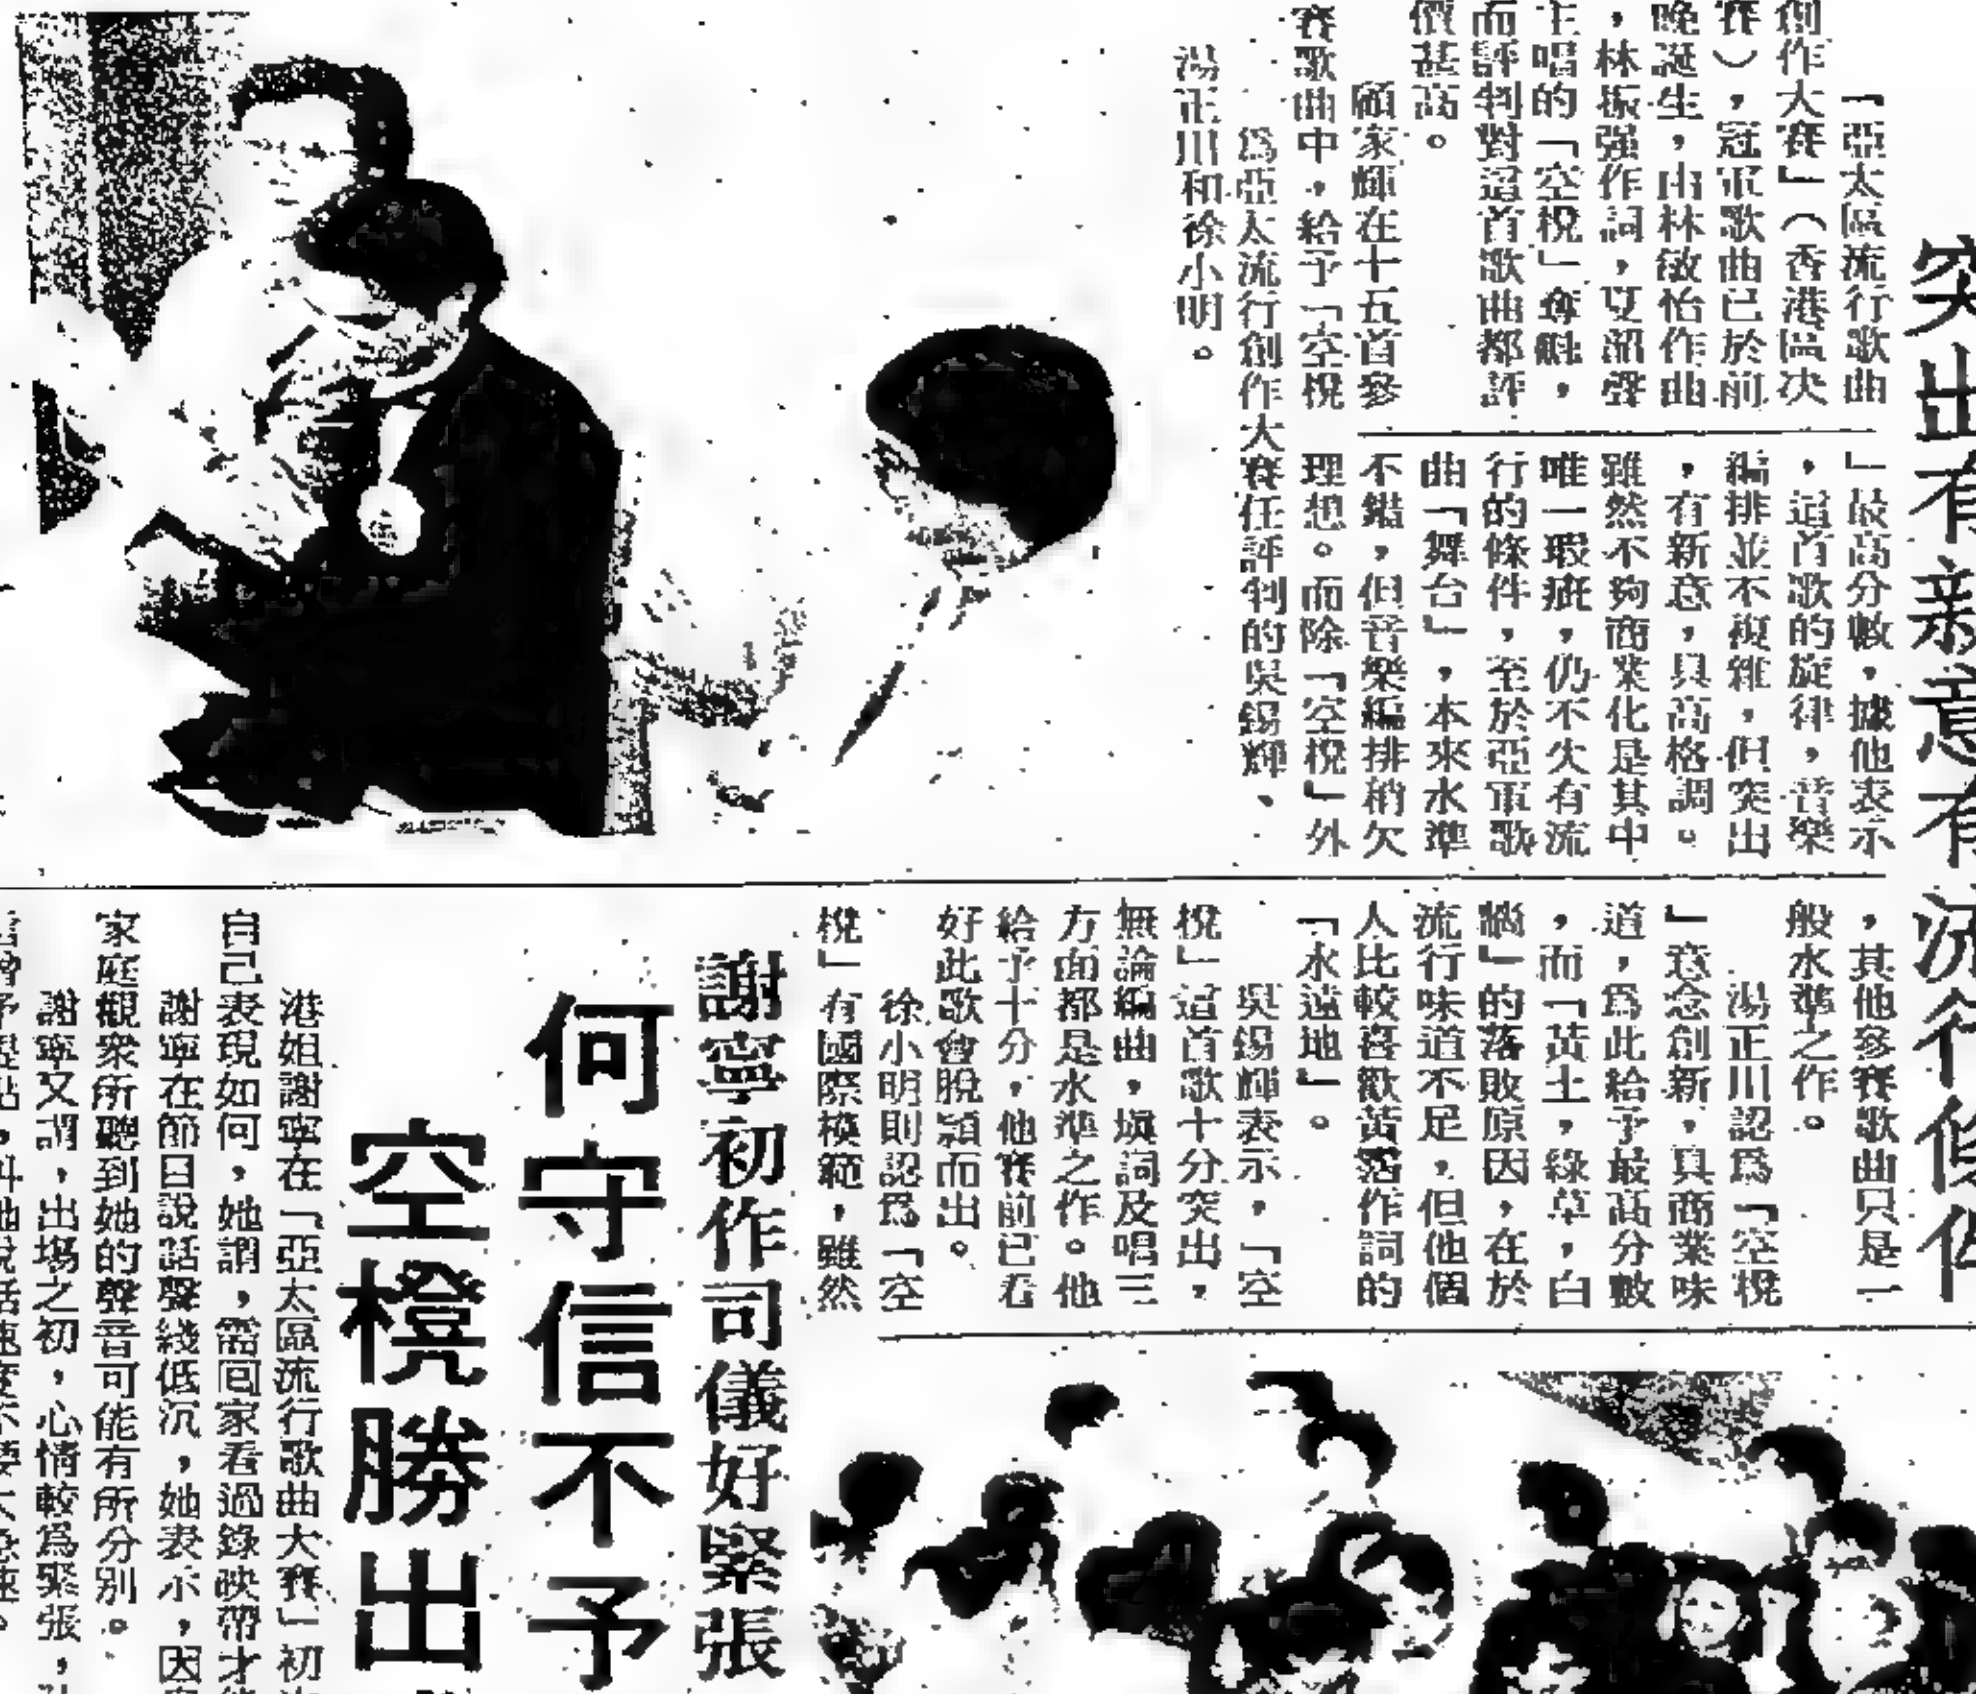 突出有新意有流行條件
「亞太區流行歌曲
創作大賽」（香港區决
賽），冠軍歌曲已於前
晚誕生，由林敏怡作曲
，林振强作詞，夏韶聲
主唱的「空櫈」奪魁，
而評判對這首歌曲都評
價甚高。
顧家輝在十五首參
賽歌曲中，給予「空櫈
」最高分數，據他表示
，這首歌的旋律，音樂
編排並不複雜，但突出
，有新意，具高格調。
雖然不夠商業化是其中
唯一瑕疵，仍不失有流
行的條件，至於亞軍歌
曲「舞台」，本來水準
不錯，但音樂編排稍欠
理想。而除「空櫈」外
，其他參賽歌曲只是一
般水準之作。
爲亞太流行創作大賽任評判的吳錫輝、
湯正川和徐小明。
湯正川認爲「空櫈
」意念創新，具商業味
道，爲此給予最高分數
，而「黃土，綠草，白
鴿」的落敗原因，在於
流行味道不足，但他個
人比較喜歡黃霑作詞的
「水遠地」。
吳錫輝表示，「空
櫈」這首歌十分突出，
無論編曲，塡詞及唱三
方面都是水準之作。他
給予十分，他賽前已看
好此歌會脫穎而出。
徐小明則認爲「空
櫈」有國際模範，雖然
謝寧初作司儀好緊張
何守信不予
空櫈勝出
港姐謝寧在「亞太區流行歌曲大賽」初
自己表現如何，她謂，需回家看過錄映帶才
謝寧在節目說話聲綫低沉，她表示，因
家庭觀衆所聽到她的聲音可能有所分別。
謝寧又謂，出場之初，心情較爲緊張，